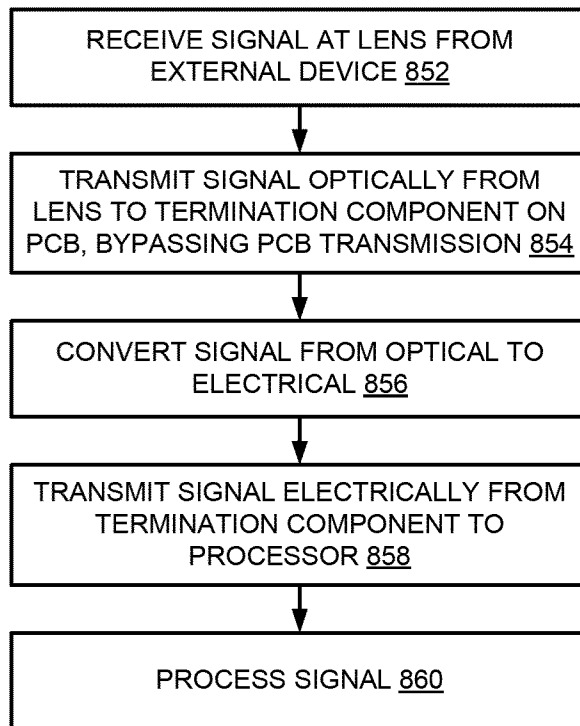 RECEIVE SIGNAL AT LENS FROM
EXTERNAL DEVICE 852
TRANSMIT SIGNAL OPTICALLY FROM
LENS TO TERMINATION COMPONENT ON
PCB, BYPASSING PCB TRANSMISSION 854
CONVERT SIGNAL FROM OPTICAL TO
ELECTRICAL 856
TRANSMIT SIGNAL ELECTRICALLY FROM
TERMINATION COMPONENT TO
PROCESSOR 858
PROCESS SIGNAL 860